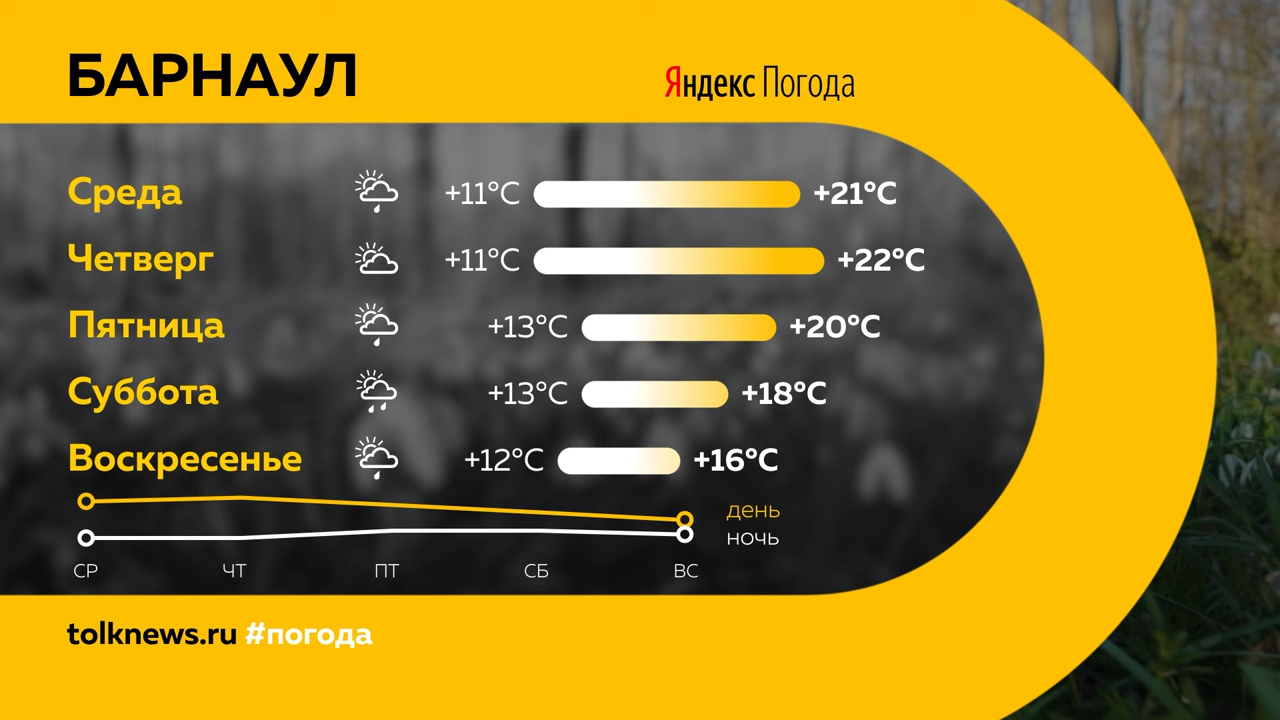 БАРНАУЛ
Яндекс Погода
Среда +11°C +21°C
Четверг +11°C +22°C
Пятница +13°C +20°C
Суббота +13°C +18°C
Воскресенье +12°C +16°C
день
ночь
СР ЧТ ПТ СБ ВС
tolknews.ru #погода